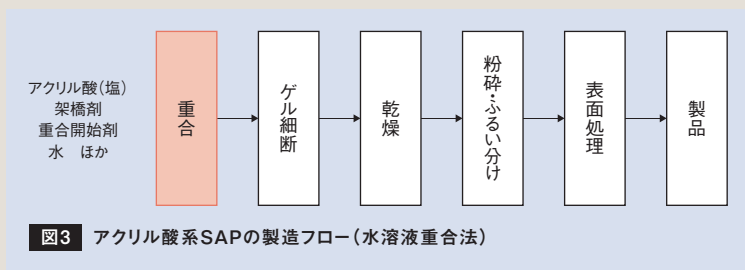 アクリル酸(塩)
架橋剤
重合開始剤
水　ほか
重合
ゲル細断
乾燥
粉砕・ふるい分け
表面処理
製品
図3　アクリル酸系SAPの製造フロー(水溶液重合法)